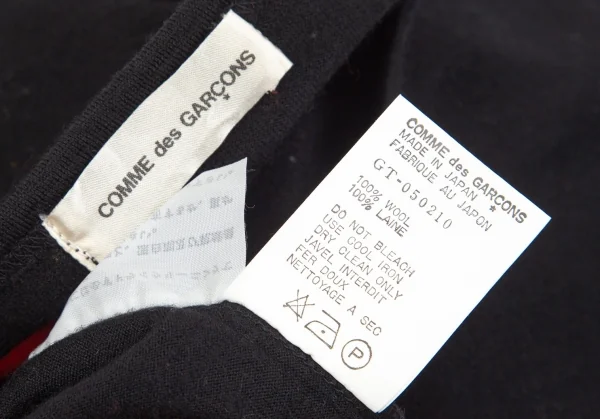 COMME des GARÇONS
COMME des GARÇONS
MADE IN JAPAN
FABRIQUE AU JAPON
GT-050210
100% WOOL
100% LAINE
DO NOT BLEACH
USE COOL IRON
DRY CLEAN ONLY
JAVEL INTERDIT
FER DOUX
NETTOYAGE A SEC
P